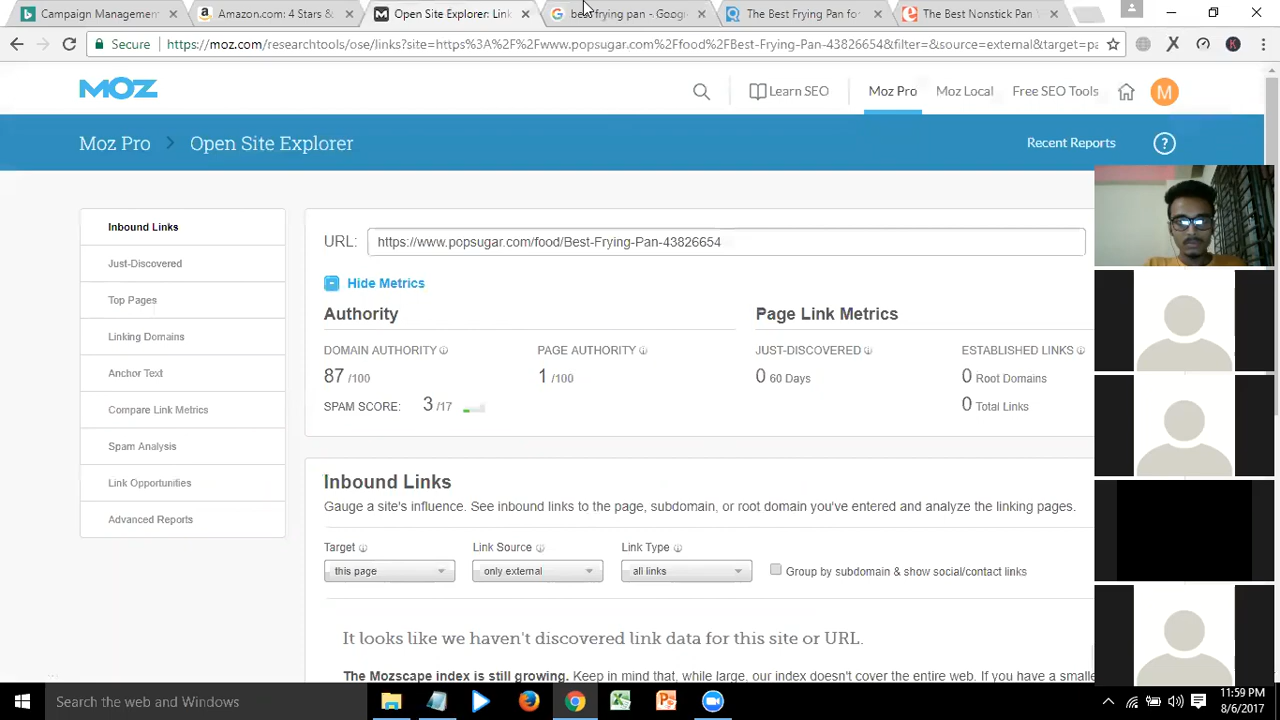 Campaign Management
Amazon.com: 4 Stars &
Open Site Explorer: Link
best frying pan - Googl
The Best Frying Pan for
The Best Nonstick Pan
Secure
https://moz.com/researchtools/ose/links?site=https%3A%2F%2Fwww.popsugar.com%2Ffood%2FBest-Frying-Pan-43826654&filter=&source=external&target=pa
MOZ
Learn SEO
Moz Pro
Moz Local
Free SEO Tools
M
Moz Pro
Open Site Explorer
Recent Reports
?
Inbound Links
Just-Discovered
Top Pages
Linking Domains
Anchor Text
Compare Link Metrics
Spam Analysis
Link Opportunities
Advanced Reports
URL:
https://www.popsugar.com/food/Best-Frying-Pan-43826654
Hide Metrics
Authority
DOMAIN AUTHORITY
PAGE AUTHORITY
87 /100
1 /100
SPAM SCORE: 3 /17
Page Link Metrics
JUST-DISCOVERED
ESTABLISHED LINKS
0 60 Days
0 Root Domains
0 Total Links
Inbound Links
Gauge a site's influence. See inbound links to the page, subdomain, or root domain you've entered and analyze the linking pages.
Target
Link Source
Link Type
this page
only external
all links
Group by subdomain & show social/contact links
It looks like we haven't discovered link data for this site or URL.
The Mozscape index is still growing. Keep in mind that, while large, our index doesn't cover the entire web. If you have a smalle
Search the web and Windows
11:59 PM
8/6/2017